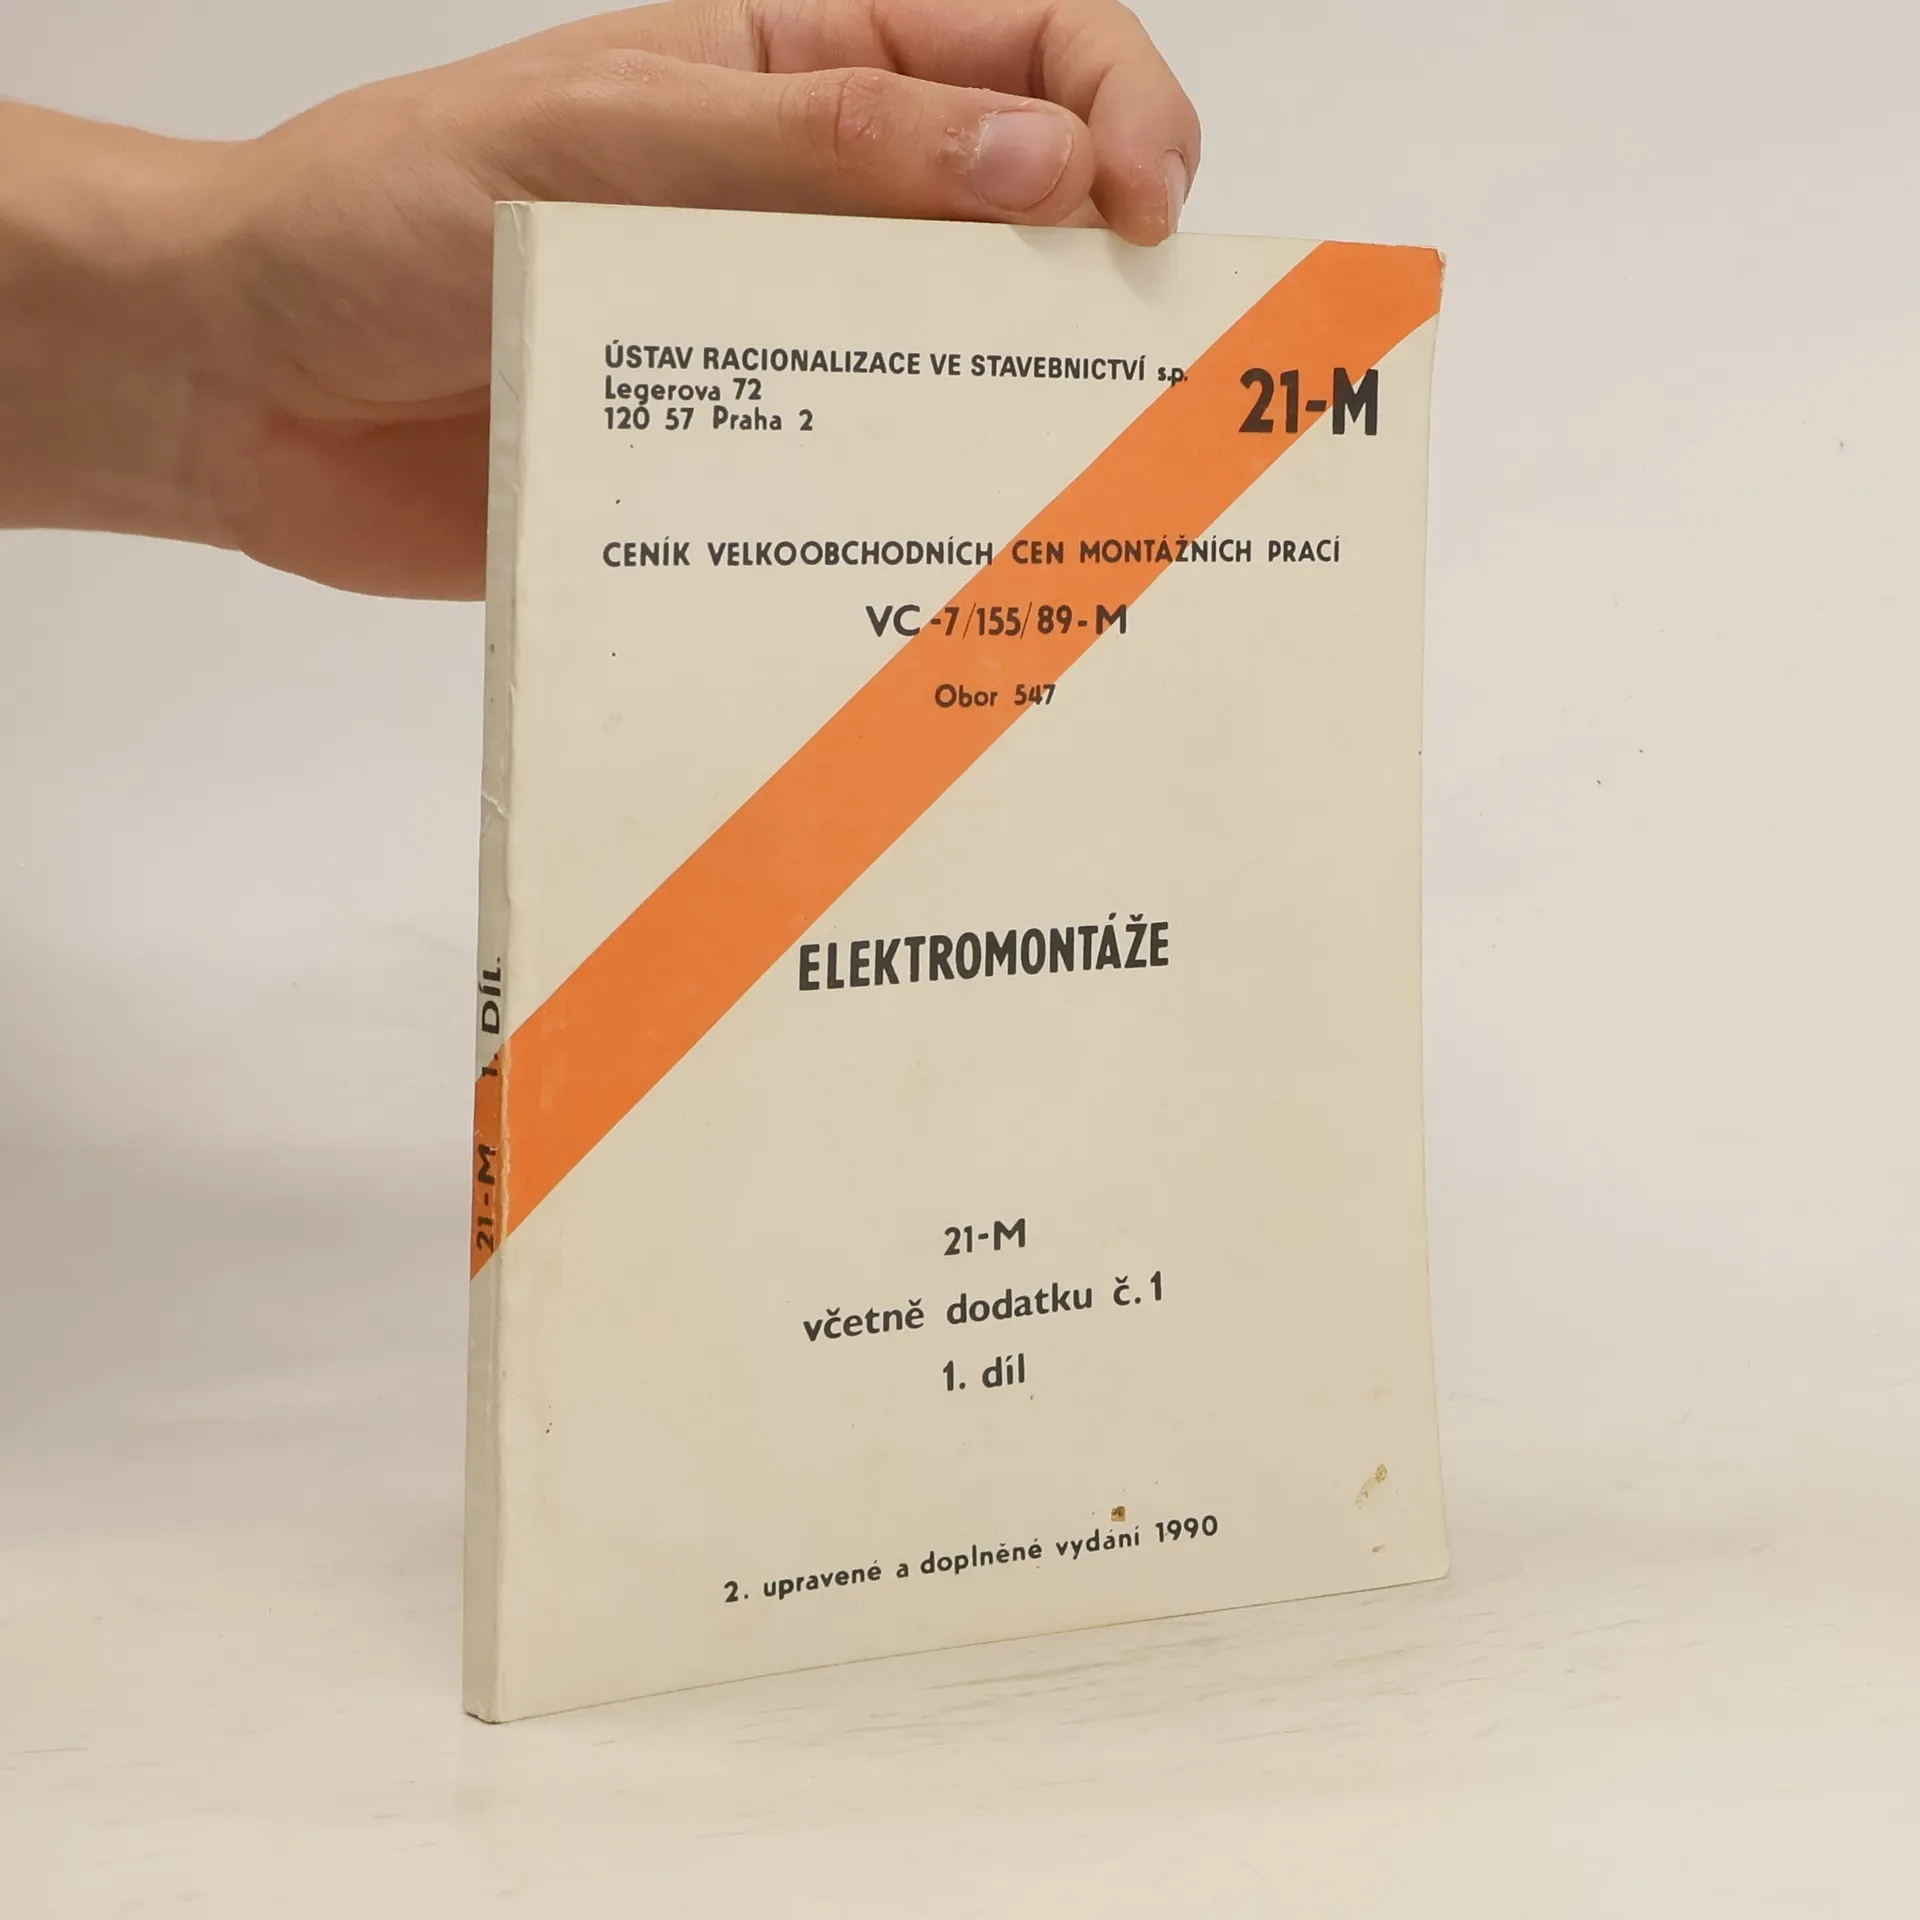 ÚSTAV RACIONALIZACE VE STAVEBNICTVÍ s.p.
Legerova 72
120 57 Praha 2
21-M
CENÍK VELKOOBCHODNÍCH CEN MONTÁŽNÍCH PRACÍ
VC-7/155/89-M
Obor 547
ELEKTROMONTÁŽE
21-M
včetně dodatku č.1
1. díl
2. upravené a doplněné vydání 1990
21-M 1. DÍL.